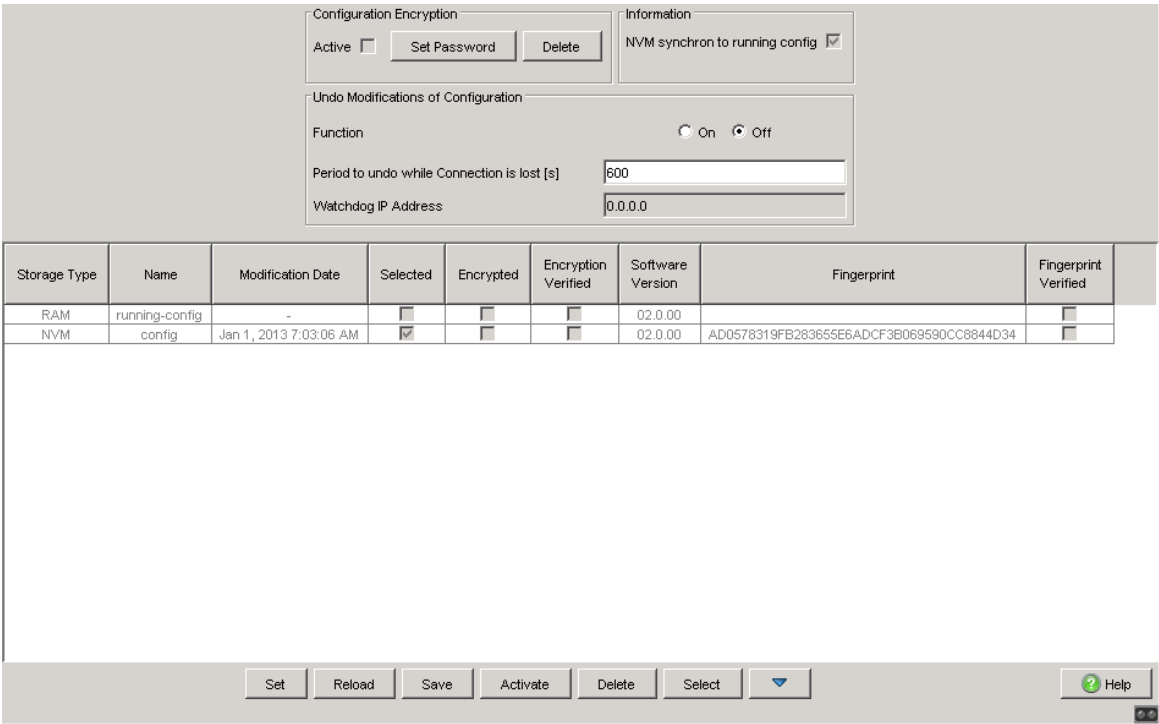 Configuration Encryption
Information
Active
Set Password
Delete
NVM synchron to running config
Undo Modifications of Configuration
Function
On
Off
Period to undo while Connection is lost [s]
600
Watchdog IP Address
0.0.0.0
Storage Type Name Modification Date Selected Encrypted Encryption Verified Software Version Fingerprint Fingerprint Verified
RAM running-config - 02.0.00
NVM config Jan 1, 2013 7:03:06 AM 02.0.00 AD0578319FB283655E6ADCF3B069590CC8844D34
Set Reload Save Activate Delete Select Help